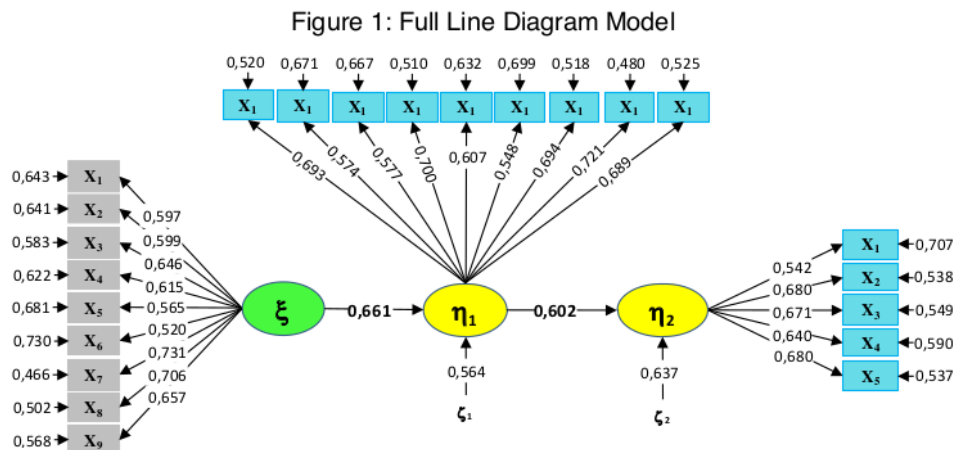 Figure 1: Full Line Diagram Model
0,520 0,671 0,667 0,510 0,632 0,699 0,518 0,480 0,525
X₁ X₁ X₁ X₁ X₁ X₁ X₁ X₁ X₁
0,693 0,574 0,577 0,700 0,607 0,548 0,694 0,721 0,689
0,643 X₁ 0,597
0,641 X₂ 0,599
0,583 X₃ 0,646
0,622 X₄ 0,615
0,681 X₅ 0,565
0,730 X₆ 0,520
0,466 X₇ 0,731
0,502 X₈ 0,706
0,568 X₉ 0,657
ξ 0,661 η₁ 0,602 η₂
0,542 X₁ 0,707
0,680 X₂ 0,538
0,671 X₃ 0,549
0,640 X₄ 0,590
0,680 X₅ 0,537
0,564 0,637
ζ₁ ζ₂